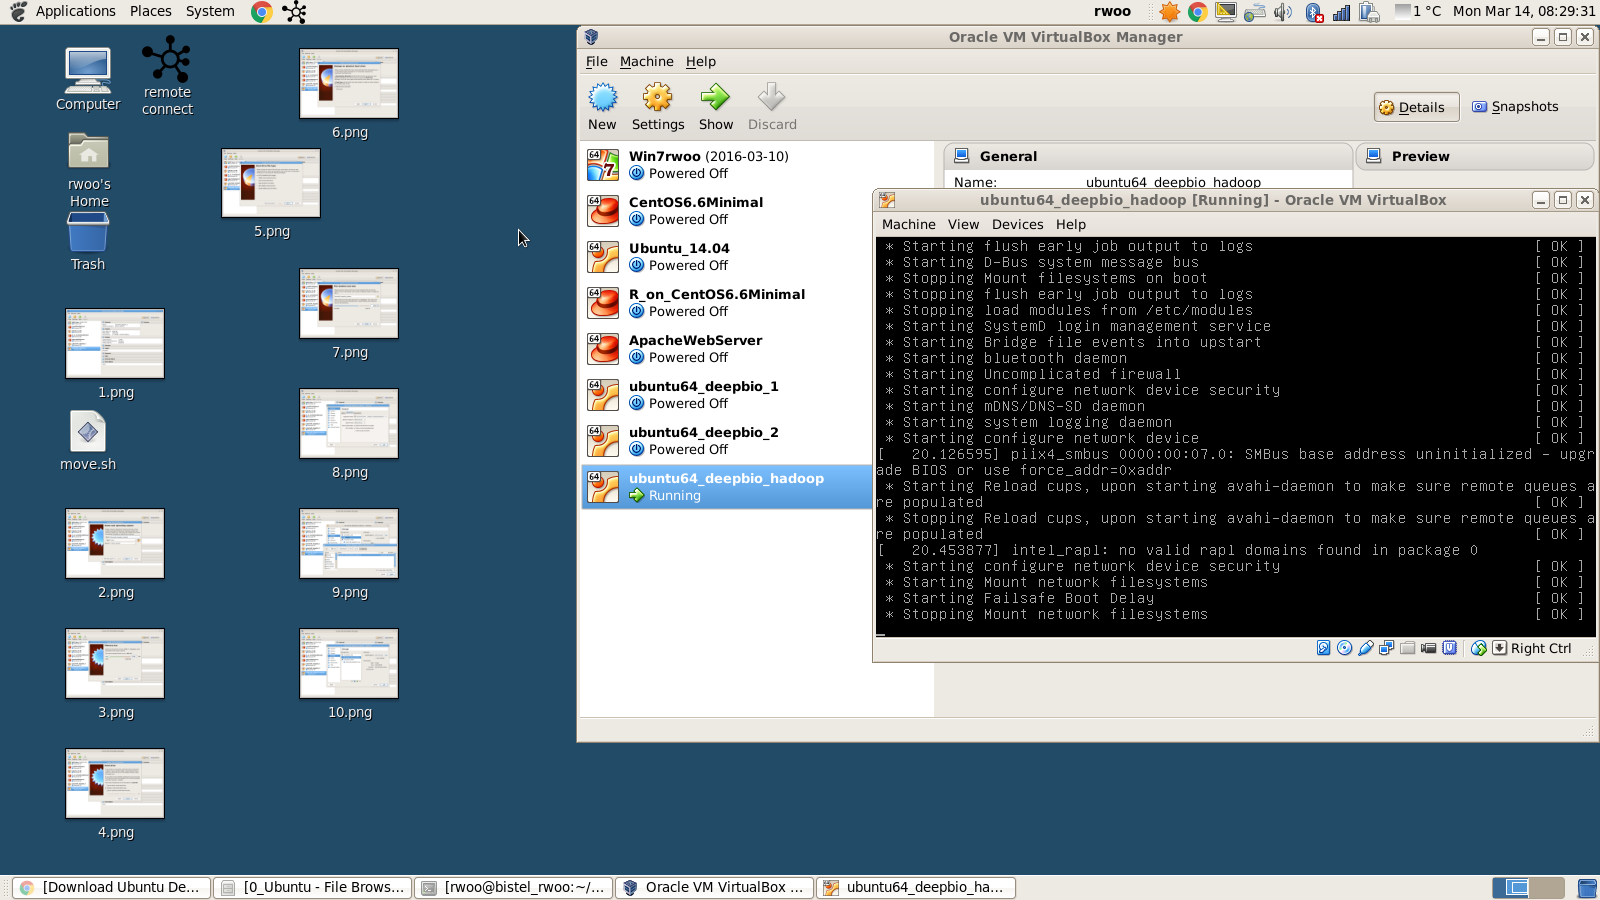 Applications Places System
rwoo
1 °C Mon Mar 14, 08:29:31
Computer
remote
connect
rwoo's
Home
Trash
6.png
5.png
7.png
1.png
move.sh
8.png
2.png
9.png
3.png
10.png
4.png
Oracle VM VirtualBox Manager
File Machine Help
New Settings Show Discard
Details Snapshots
64 Win7rwoo (2016-03-10)
Powered Off
64 CentOS6.6Minimal
Powered Off
64 Ubuntu_14.04
Powered Off
64 R_on_CentOS6.6Minimal
Powered Off
64 ApacheWebServer
Powered Off
64 ubuntu64_deepbio_1
Powered Off
64 ubuntu64_deepbio_2
Powered Off
64 ubuntu64_deepbio_hadoop
Running
General
Preview
Name: ubuntu64_deepbio_hadoop
ubuntu64_deepbio_hadoop [Running] - Oracle VM VirtualBox
Machine View Devices Help
* Starting flush early job output to logs [ OK ]
* Starting D-Bus system message bus [ OK ]
* Stopping Mount filesystems on boot [ OK ]
* Stopping flush early job output to logs [ OK ]
* Stopping load modules from /etc/modules [ OK ]
* Starting SystemD login management service [ OK ]
* Starting Bridge file events into upstart [ OK ]
* Starting bluetooth daemon [ OK ]
* Starting Uncomplicated firewall [ OK ]
* Starting configure network device security [ OK ]
* Starting mDNS/DNS-SD daemon [ OK ]
* Starting system logging daemon [ OK ]
* Starting configure network device [ OK ]
[ 20.126595] piix4_smbus 0000:00:07.0: SMBus base address uninitialized - upgr
ade BIOS or use force_addr=0xaddr
* Starting Reload cups, upon starting avahi-daemon to make sure remote queues a
re populated [ OK ]
* Stopping Reload cups, upon starting avahi-daemon to make sure remote queues a
re populated [ OK ]
[ 20.453877] intel_rapl: no valid rapl domains found in package 0
* Starting configure network device security [ OK ]
* Starting Mount network filesystems [ OK ]
* Starting Failsafe Boot Delay [ OK ]
* Stopping Mount network filesystems [ OK ]
Right Ctrl
[Download Ubuntu De... [0_Ubuntu - File Brows... [rwoo@bistel_rwoo:~/... Oracle VM VirtualBox ... ubuntu64_deepbio_ha...